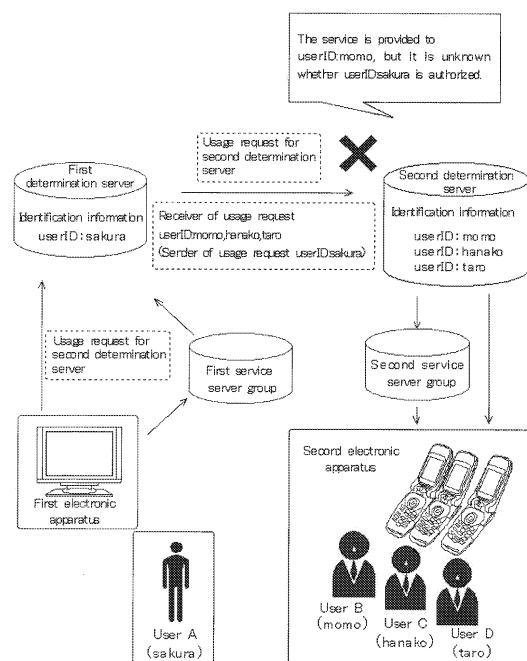 The service is provided to
userID:momo, but it is unknown
whether userID:sakura is authorized.
Usage request for
second determination
server
First
determination server
Identification information
userID:sakura
Receiver of usage request
userID:momo,hanako,taro
(Sender of usage request userID:sakura)
Second determination
server
Identification information
userID:momo
userID:hanako
userID:taro
Usage request for
second determination
server
First service
server group
Second service
server group
First electronic
apparatus
Second electronic
apparatus
User A
(sakura)
User B
(momo)
User C
(hanako)
User D
(taro)